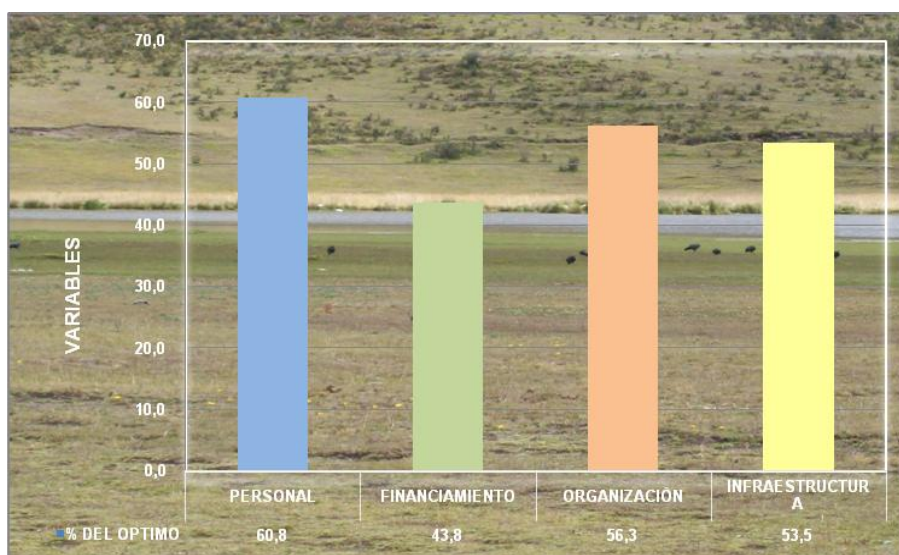 70,0
60,0
50,0
40,0
30,0
20,0
10,0
0,0
VARIABLES
PERSONAL FINANCIAMIENTO ORGANIZACIÓN INFRAESTRUCTUR
A
% DEL OPTIMO 60,8 43,8 56,3 53,5